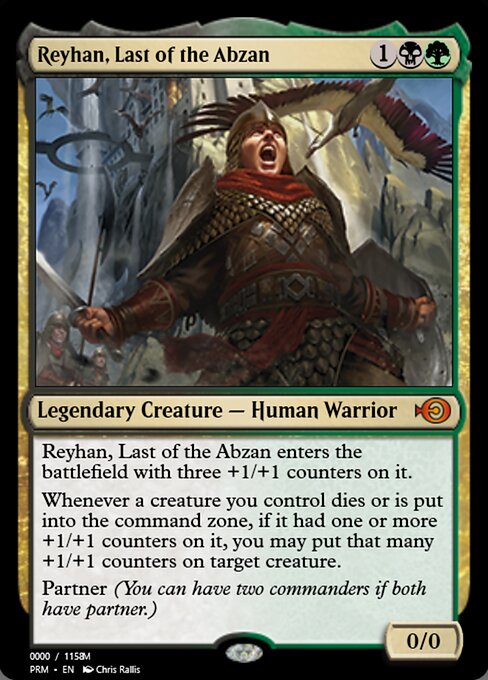 Reyhan, Last of the Abzan 1
Legendary Creature — Human Warrior
Reyhan, Last of the Abzan enters the
battlefield with three +1/+1 counters on it.
Whenever a creature you control dies or is put
into the command zone, if it had one or more
+1/+1 counters on it, you may put that many
+1/+1 counters on target creature.
Partner (You can have two commanders if both
have partner.)
0/0
0000 / 1158M
PRM • EN Chris Rallis